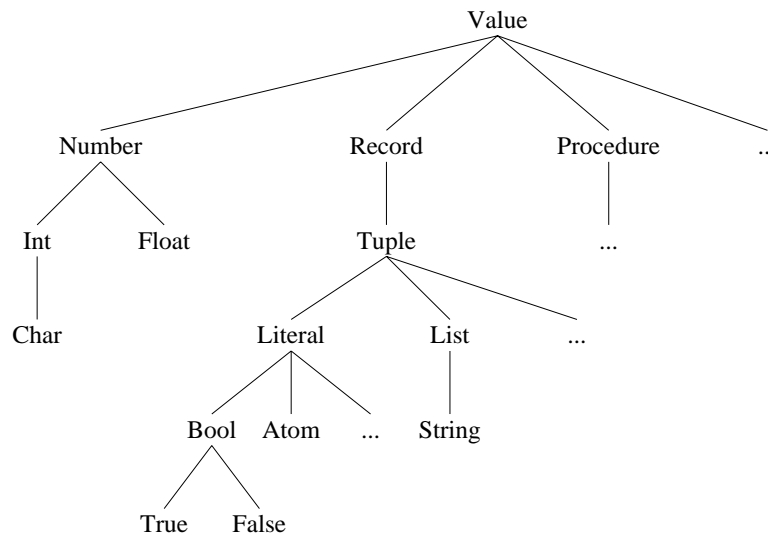 Value
Number Record Procedure ...
Int Float Tuple ...
Char Literal List ...
Bool Atom ... String
True False